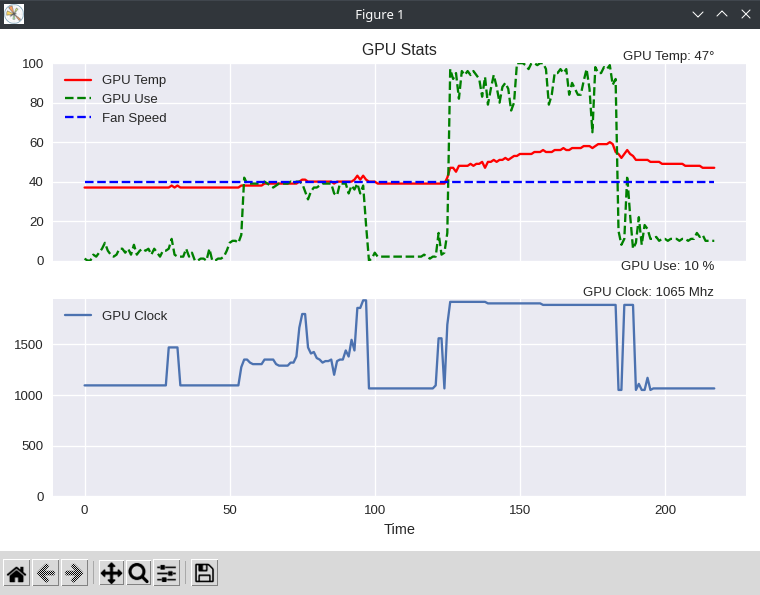 Figure 1
GPU Stats
GPU Temp: 47°
100
80
60
40
20
0
GPU Temp
GPU Use
Fan Speed
GPU Use: 10 %
GPU Clock: 1065 Mhz
GPU Clock
1500
1000
500
0
0
50
100
150
200
Time